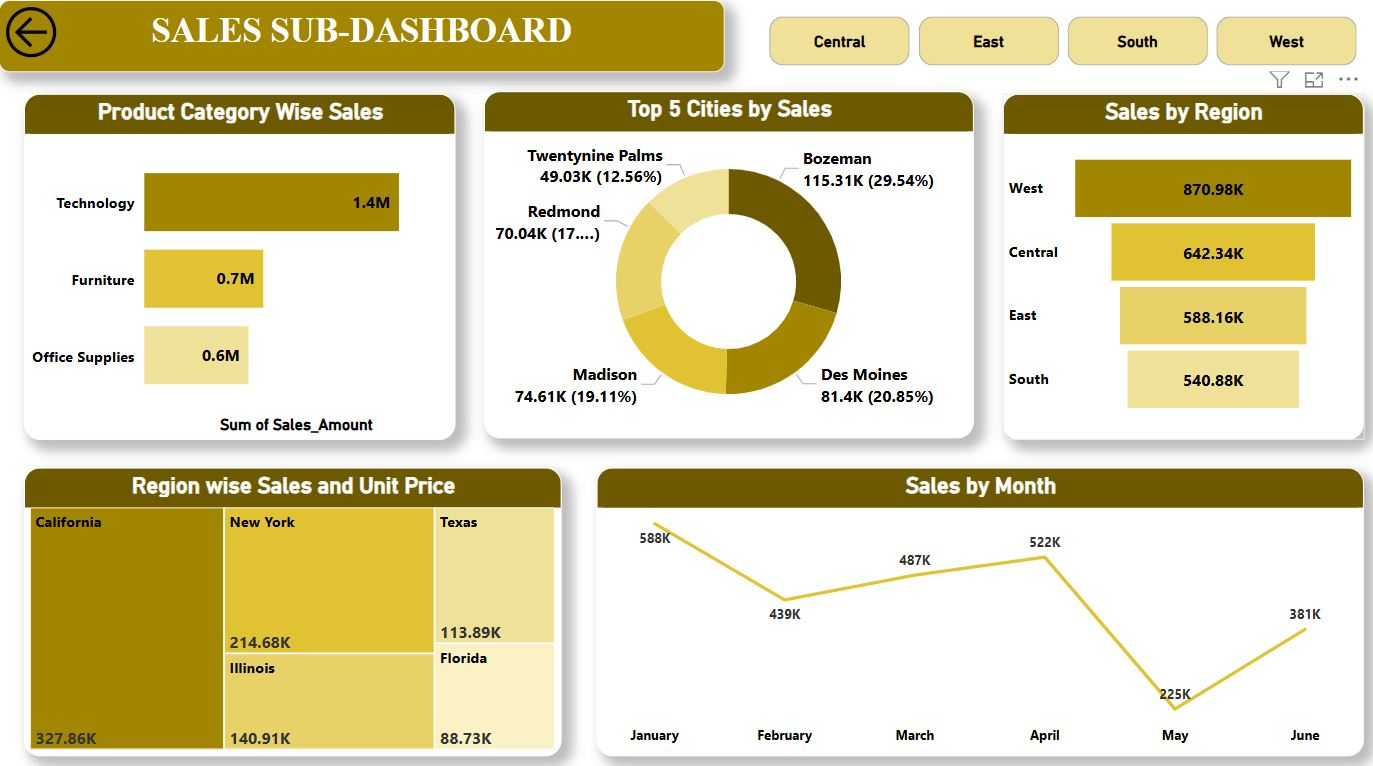 SALES SUB-DASHBOARD
Central
East
South
West
Product Category Wise Sales
Technology
1.4M
Furniture
0.7M
Office Supplies
0.6M
Sum of Sales_Amount
Top 5 Cities by Sales
Twentynine Palms
49.03K (12.56%)
Bozeman
115.31K (29.54%)
Redmond
70.04K (17....)
Madison
74.61K (19.11%)
Des Moines
81.4K (20.85%)
Sales by Region
West
870.98K
Central
642.34K
East
588.16K
South
540.88K
Region wise Sales and Unit Price
California
327.86K
New York
214.68K
Illinois
140.91K
Texas
113.89K
Florida
88.73K
Sales by Month
588K
439K
487K
522K
225K
381K
January
February
March
April
May
June